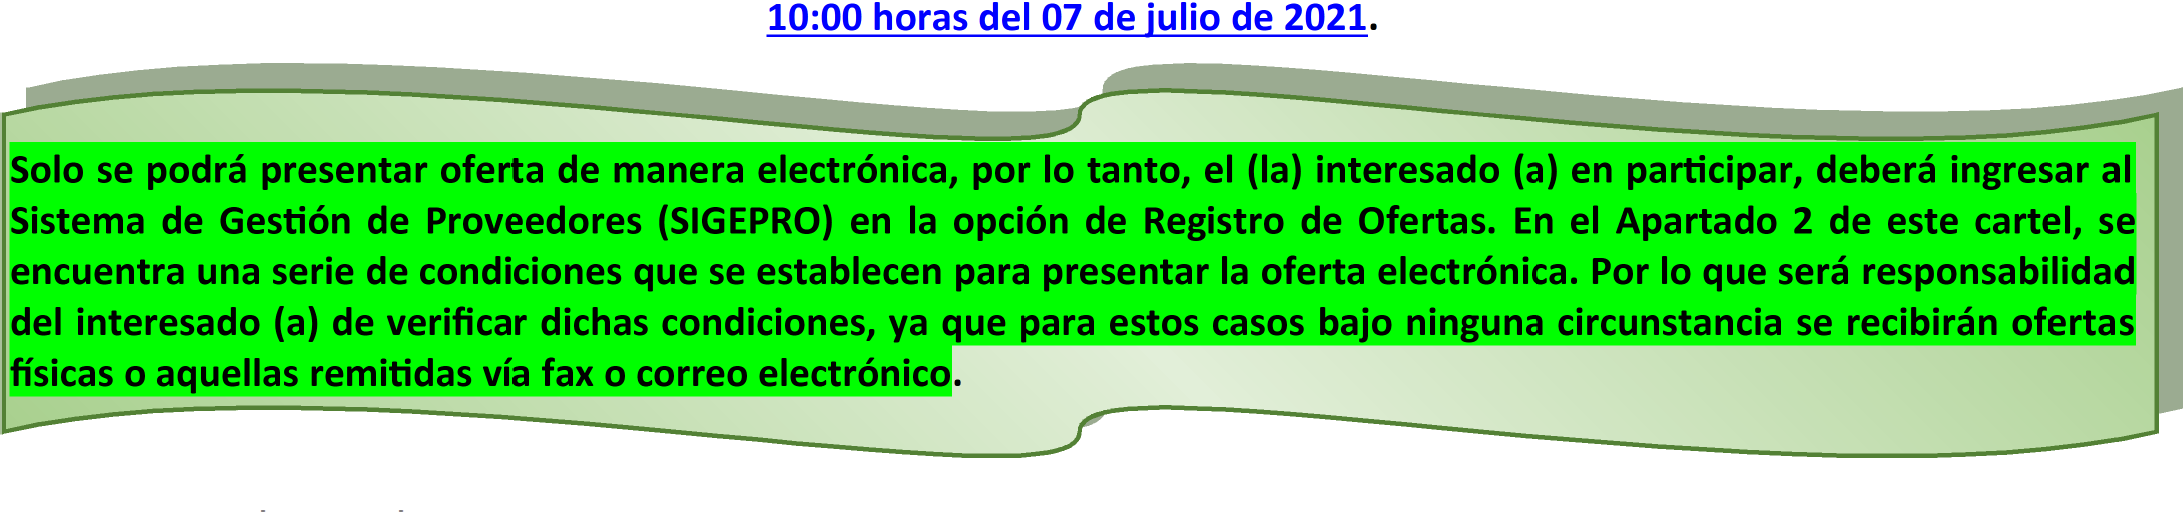 10:00 horas del 07 de julio de 2021.
Solo se podrá presentar oferta de manera electrónica, por lo tanto, el (la) interesado (a) en participar, deberá ingresar al
Sistema de Gestión de Proveedores (SIGEPRO) en la opción de Registro de Ofertas. En el Apartado 2 de este cartel, se
encuentra una serie de condiciones que se establecen para presentar la oferta electrónica. Por lo que será responsabilidad
del interesado (a) de verificar dichas condiciones, ya que para estos casos bajo ninguna circunstancia se recibirán ofertas
físicas o aquellas remitidas vía fax o correo electrónico.